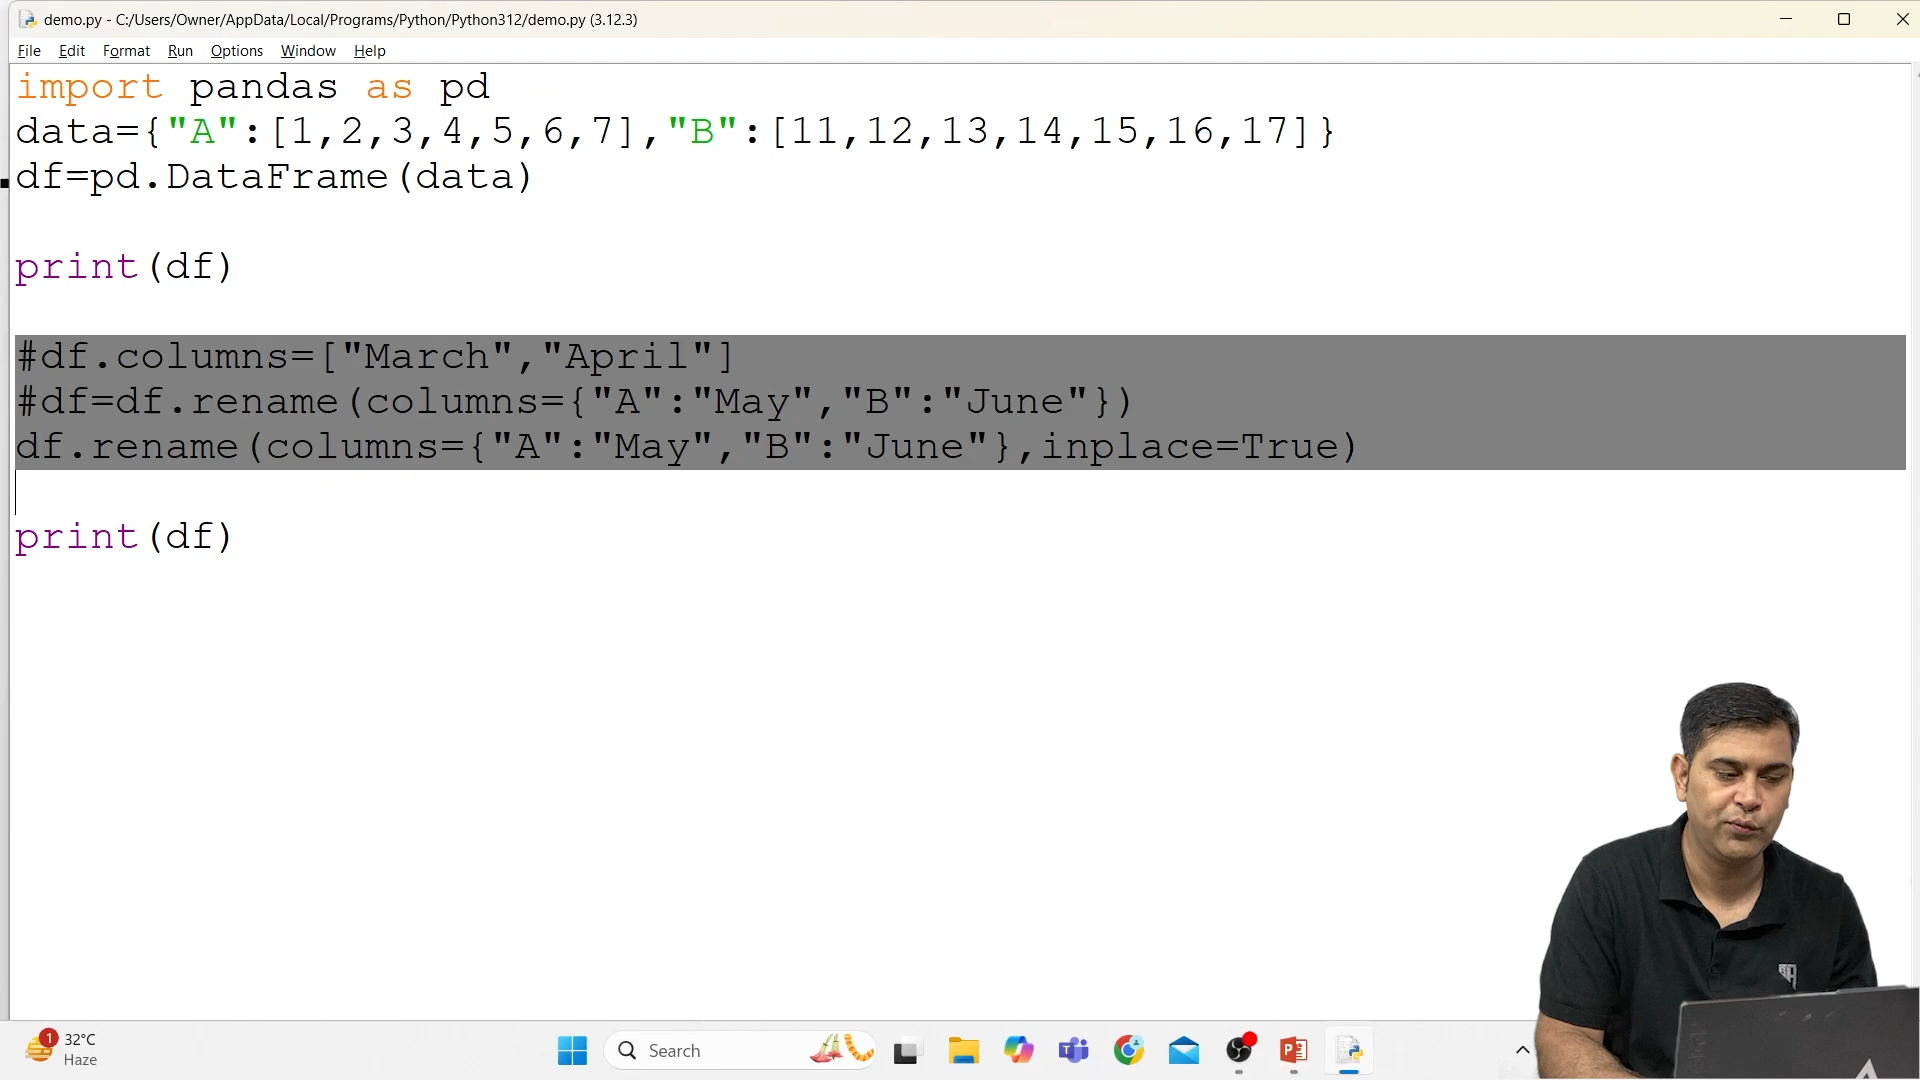 demo.py - C:/Users/Owner/AppData/Local/Programs/Python/Python312/demo.py (3.12.3)
File Edit Format Run Options Window Help
import pandas as pd
data={"A":[1,2,3,4,5,6,7],"B":[11,12,13,14,15,16,17]}
df=pd.DataFrame(data)
print(df)
#df.columns=["March","April"]
#df=df.rename(columns={"A":"May","B":"June"})
df.rename(columns={"A":"May","B":"June"},inplace=True)
print(df)
1
32°C
Haze
Search